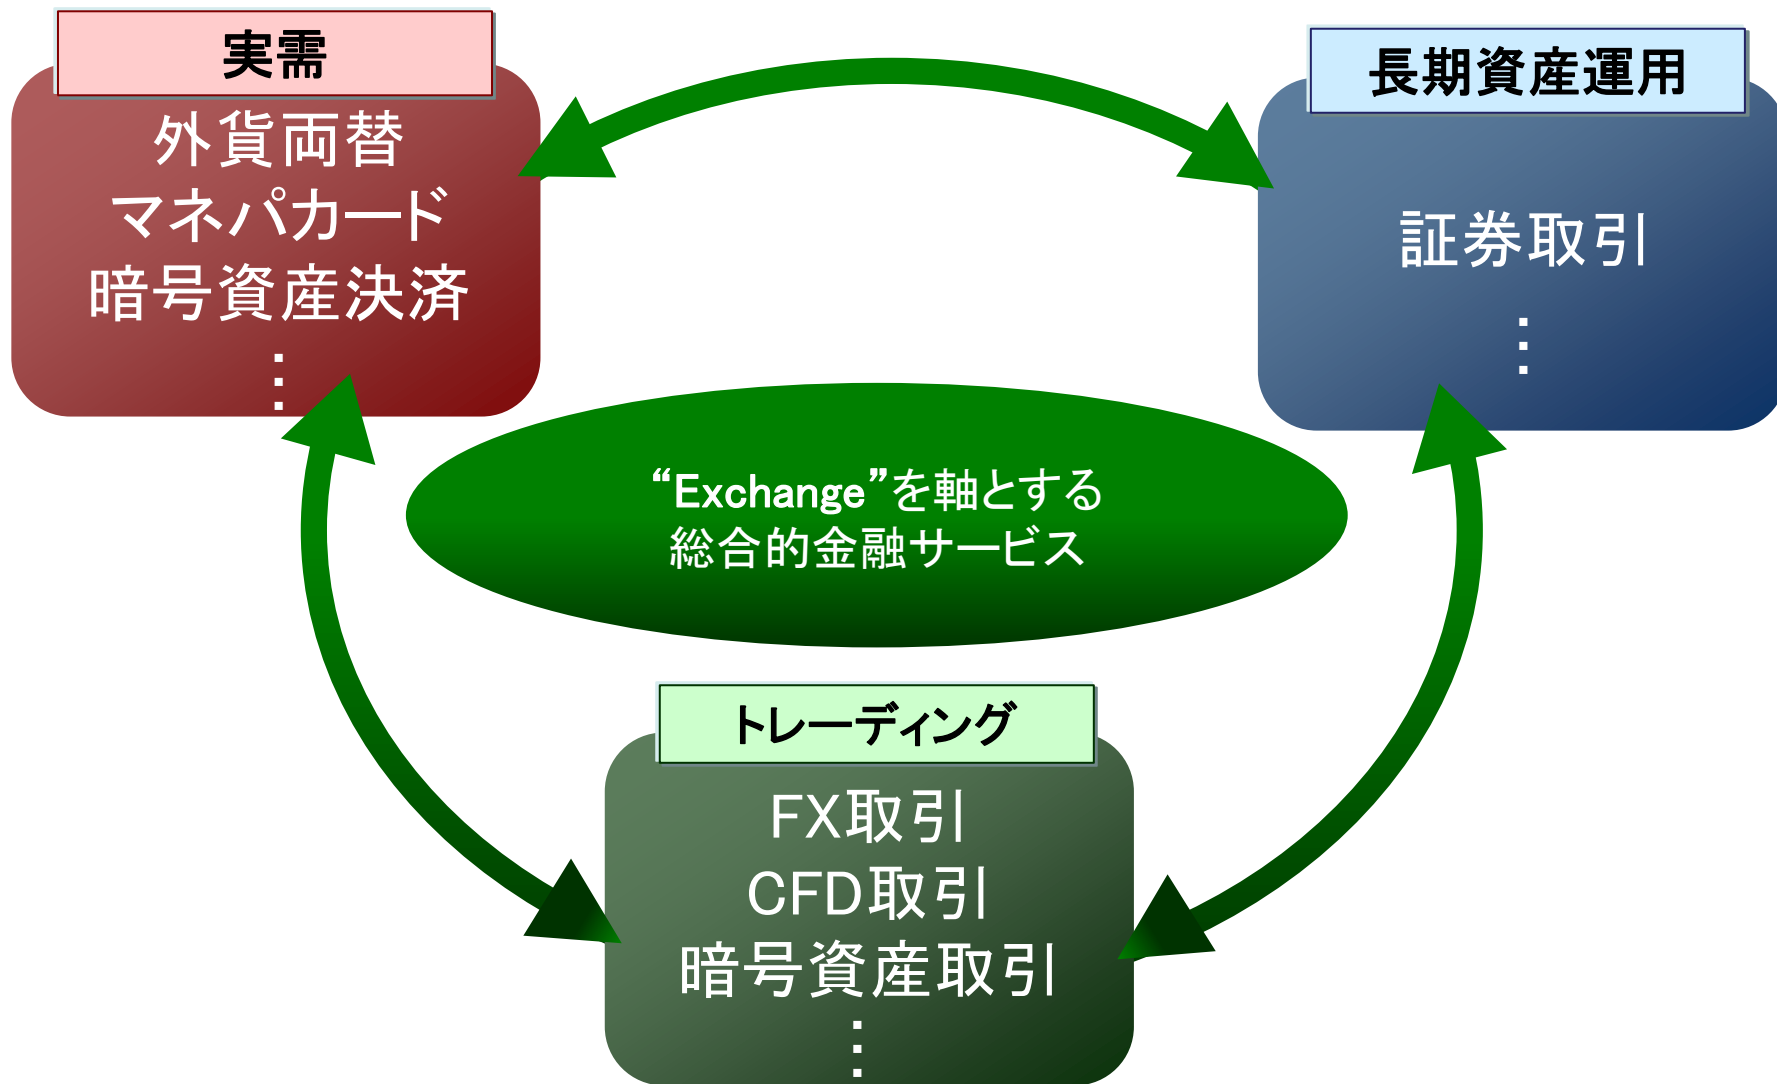 実需
外貨両替
マネパカード
暗号資産決済
⋮
長期資産運用
証券取引
⋮
“Exchange”を軸とする
総合的金融サービス
トレーディング
FX取引
CFD取引
暗号資産取引
⋮